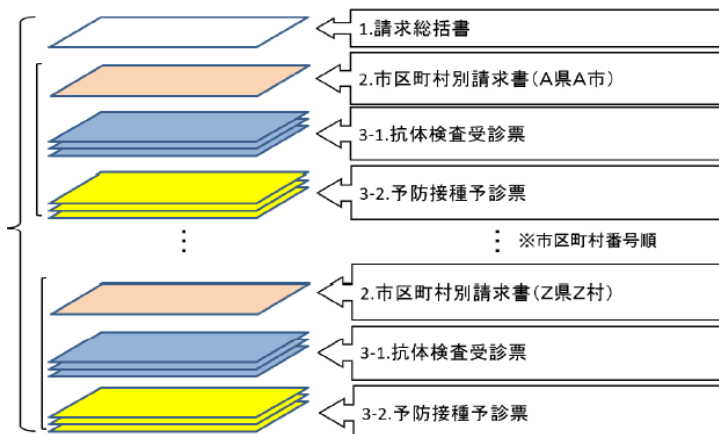 1.請求総括書
2.市区町村別請求書(A県A市)
3-1.抗体検査受診票
3-2.予防接種予診票
⋮ ⋮ ※市区町村番号順
2.市区町村別請求書(Z県Z村)
3-1.抗体検査受診票
3-2.予防接種予診票